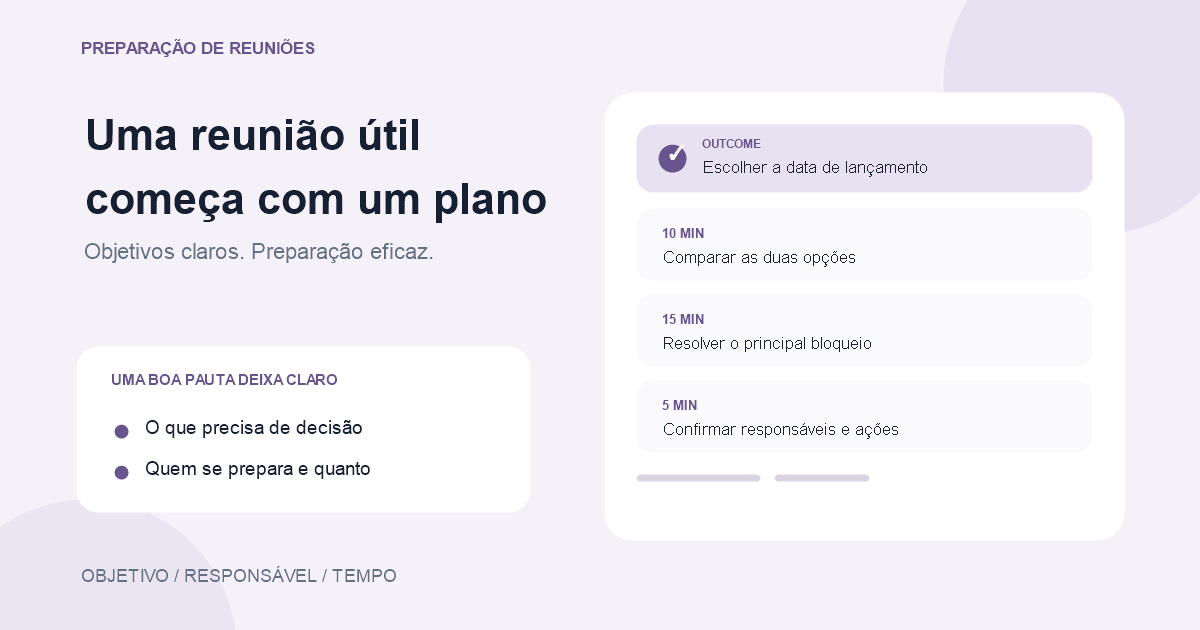 PREPARAÇÃO DE REUNIÕES
Uma reunião útil
começa com um plano
Objetivos claros. Preparação eficaz.
UMA BOA PAUTA DEIXA CLARO
O que precisa de decisão
Quem se prepara e quanto
OBJETIVO / RESPONSÁVEL / TEMPO
OUTCOME
Escolher a data de lançamento
10 MIN
Comparar as duas opções
15 MIN
Resolver o principal bloqueio
5 MIN
Confirmar responsáveis e ações